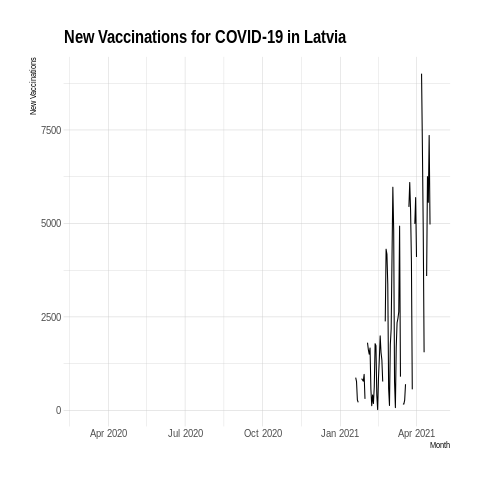 New Vaccinations for COVID-19 in Latvia
New Vaccinations
7500
5000
2500
0
Apr 2020 Jul 2020 Oct 2020 Jan 2021 Apr 2021
Month